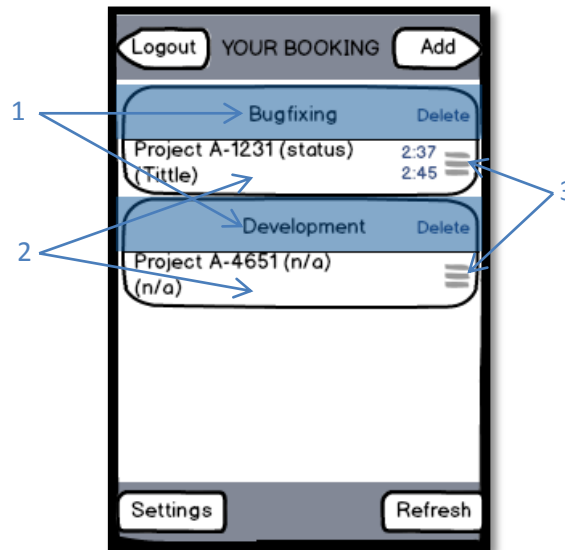 Logout YOUR BOOKING Add
1
Bugfixing Delete
Project A-1231 (status) 2:37
(Tittle) 2:45
3
Development Delete
2
Project A-4651 (n/a)
(n/a)
Settings Refresh